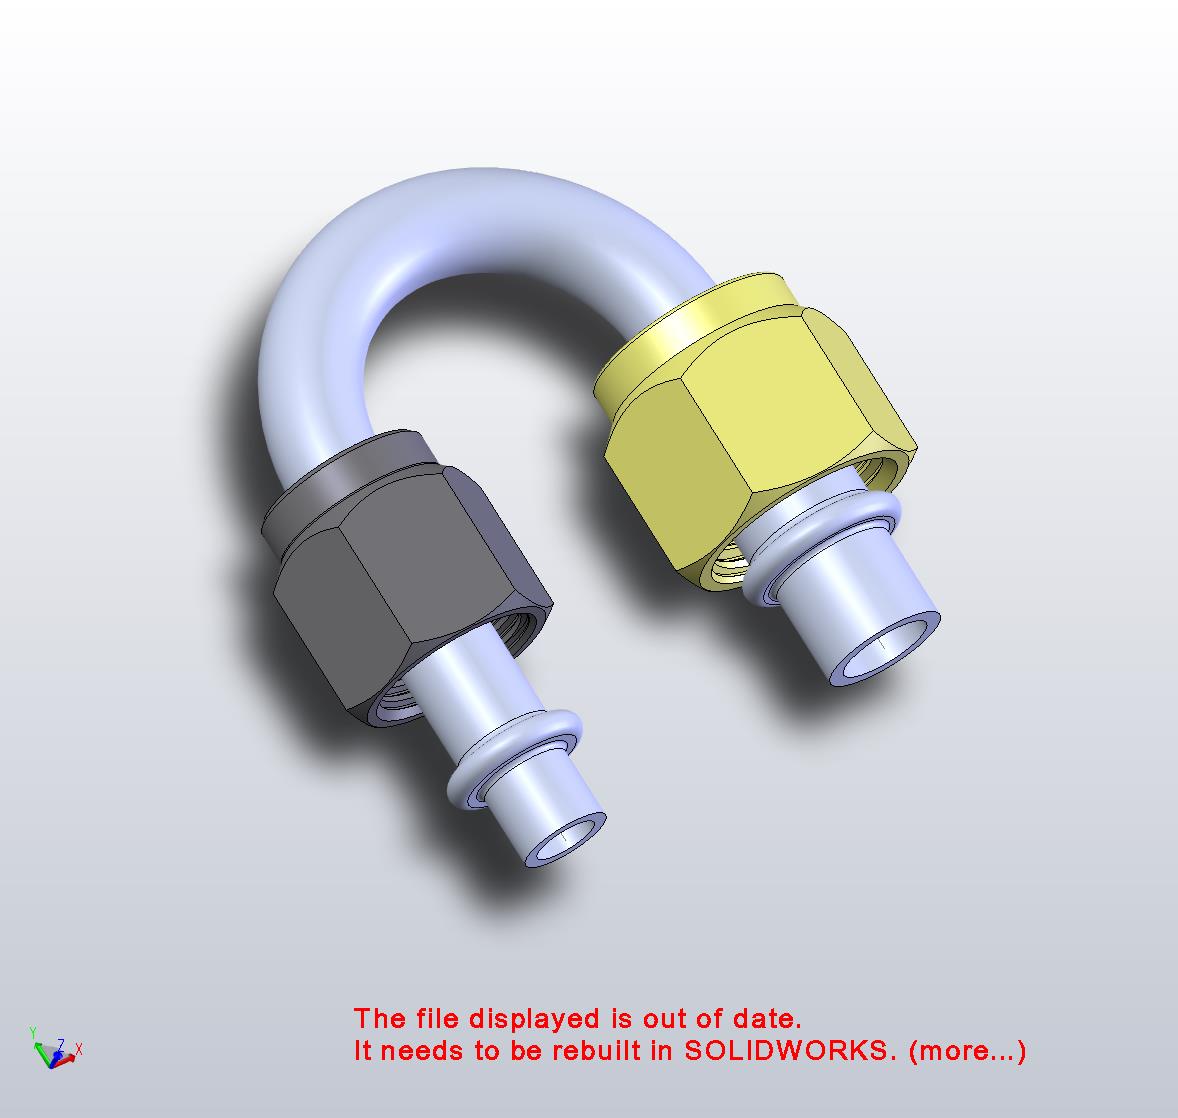 The file displayed is out of date.
It needs to be rebuilt in SOLIDWORKS. (more...)
Y
Z
X